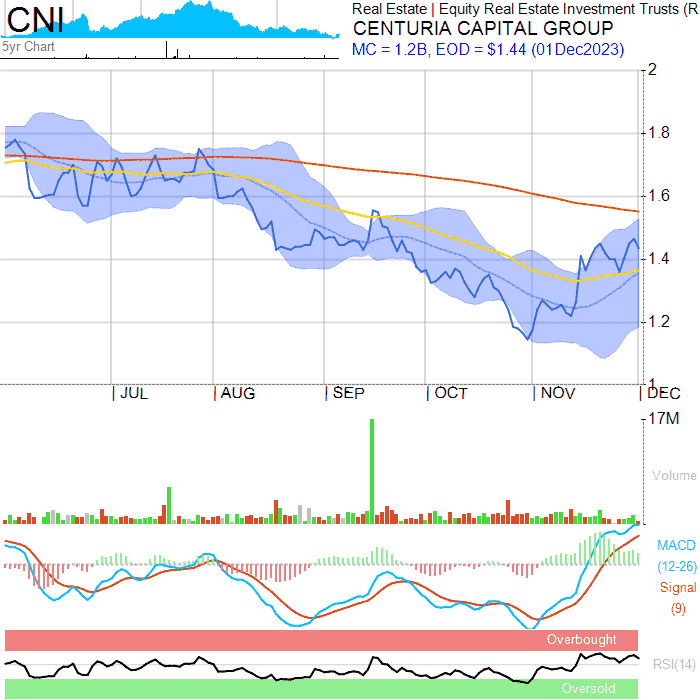 CNI
Real Estate | Equity Real Estate Investment Trusts (R
CENTURIA CAPITAL GROUP
MC = 1.2B, EOD = $1.44 (01Dec2023)
5yr Chart
2
1.8
1.6
1.4
1.2
1
| JUL | AUG | SEP | OCT | NOV | DEC
17M
Volume
MACD
(12-26)
Signal
(9)
Overbought
RSI(14)
Oversold